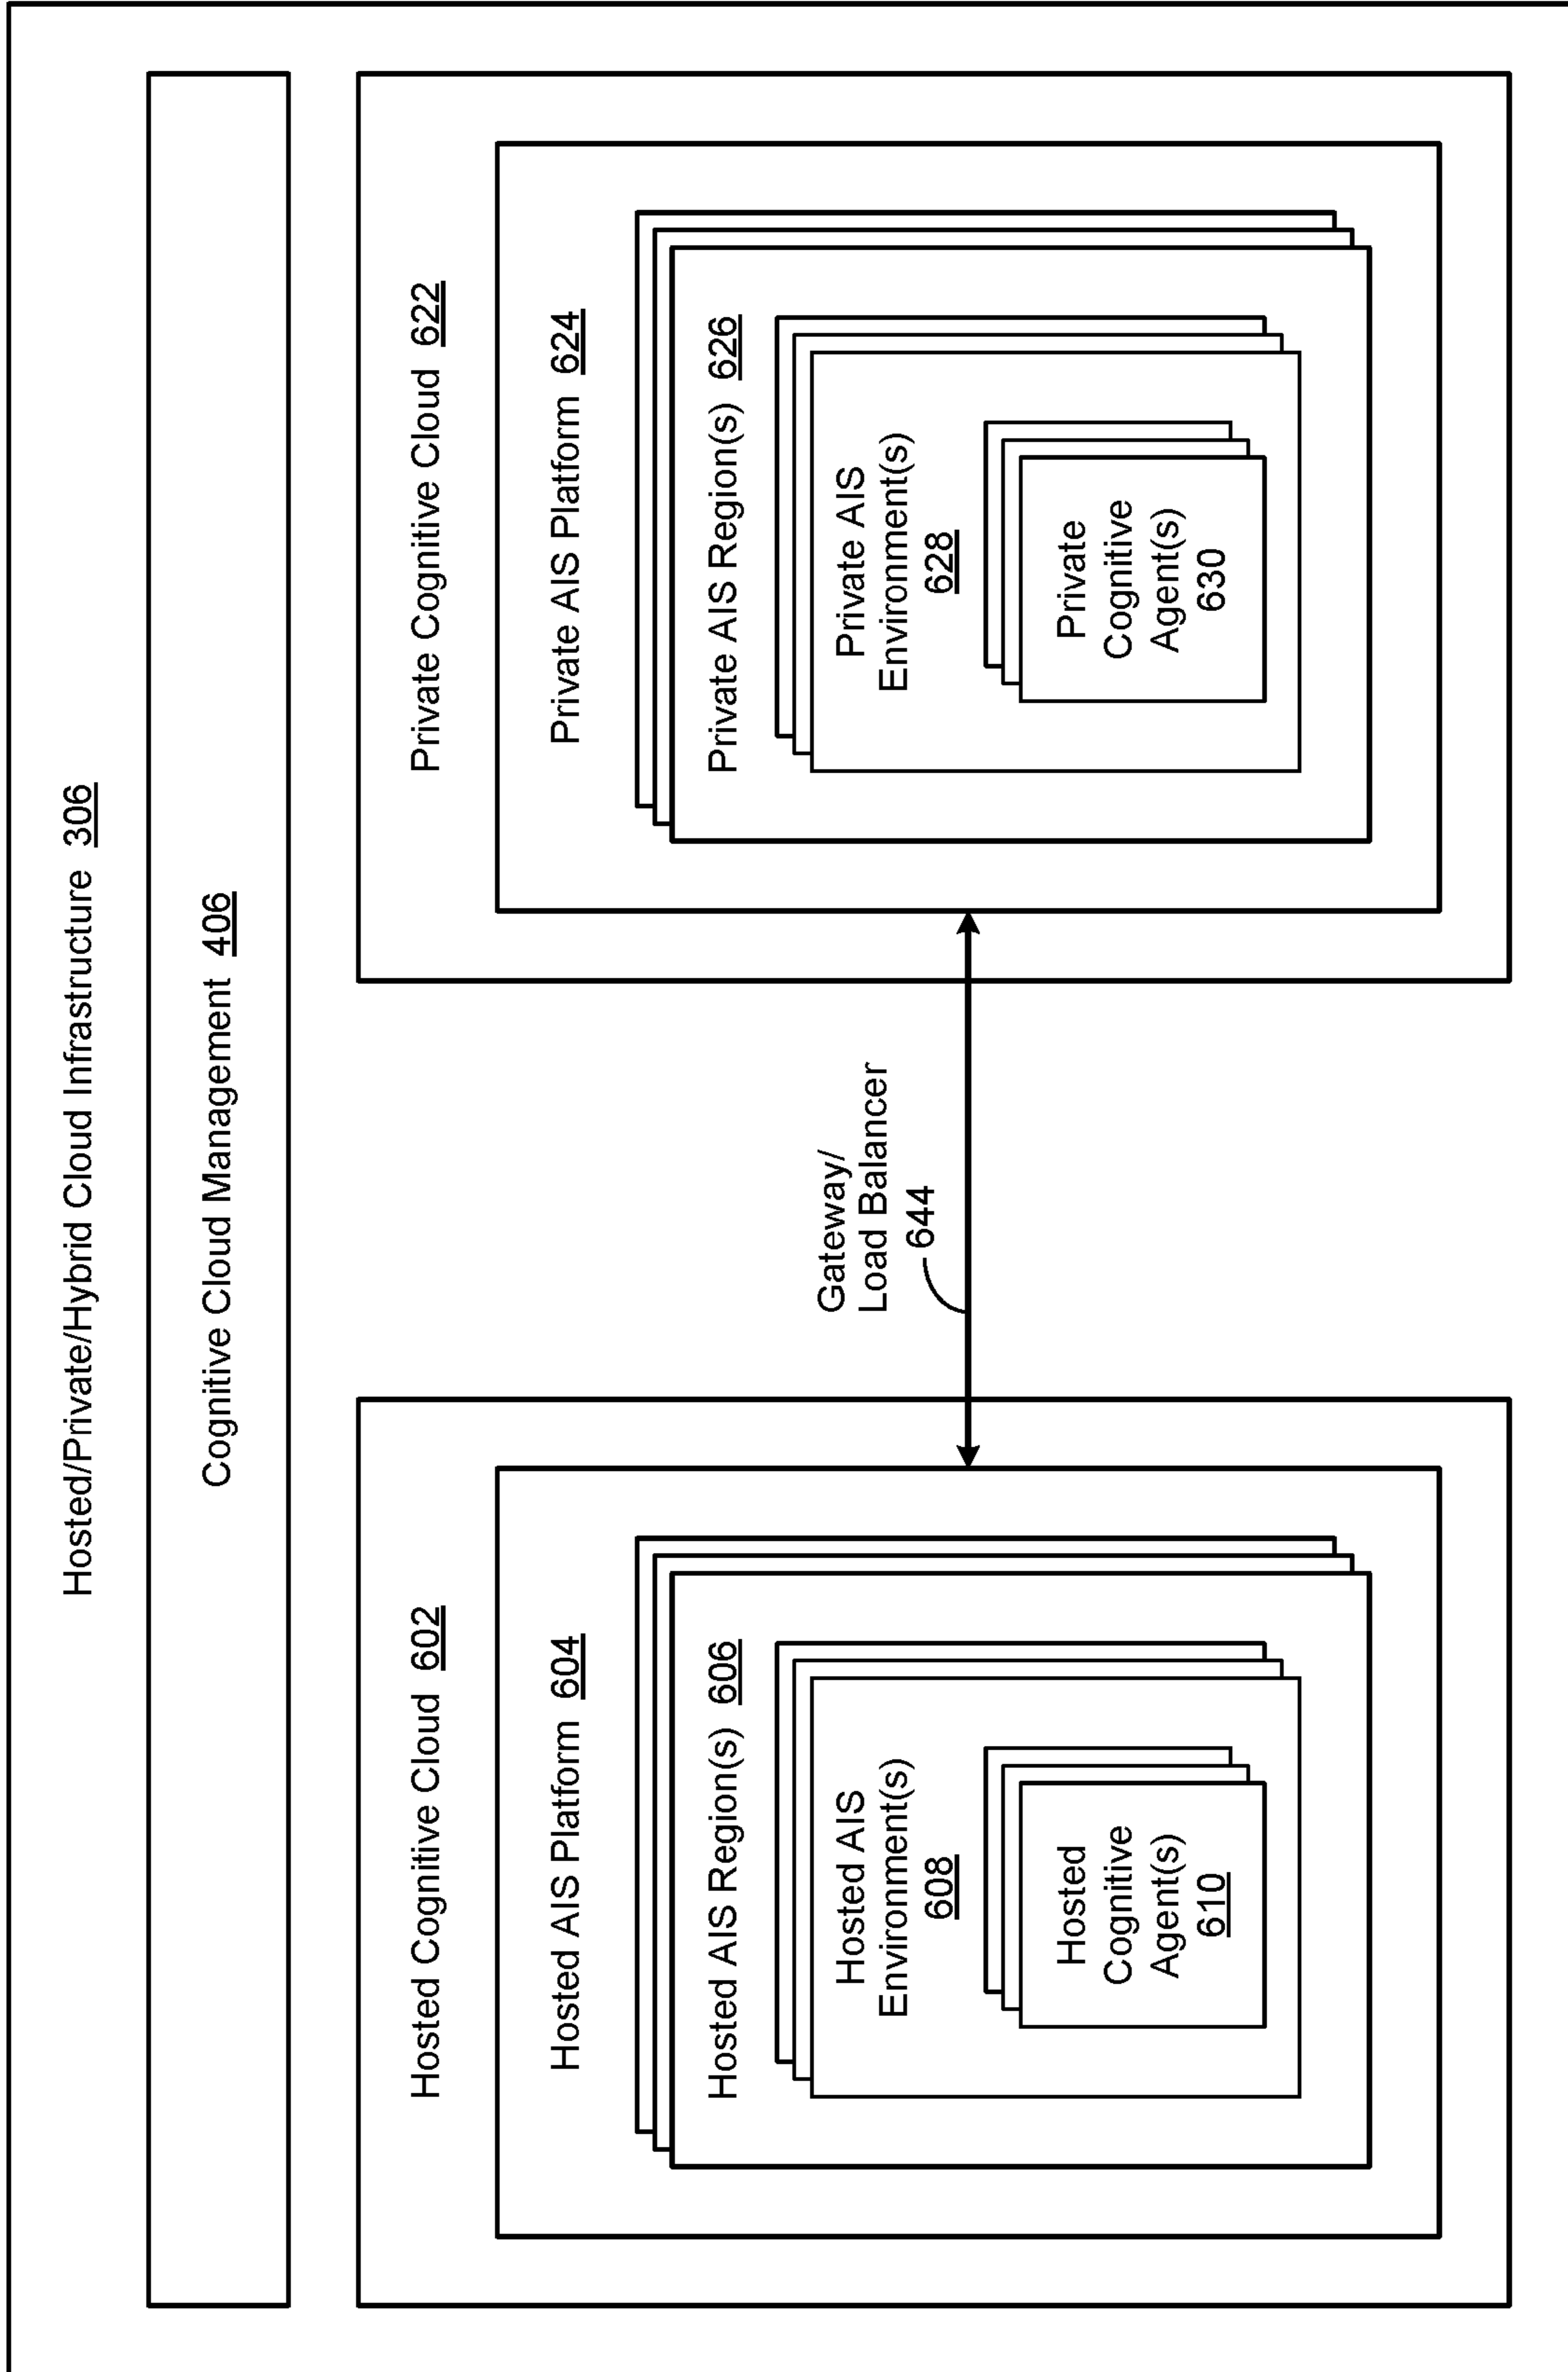 Hosted/Private/Hybrid Cloud Infrastructure 306
Cognitive Cloud Management 406
Hosted Cognitive Cloud 602
Hosted AIS Platform 604
Hosted AIS Region(s) 606
Hosted AIS
Environment(s)
608
Hosted
Cognitive
Agent(s)
610
Gateway/
Load Balancer
644
Private Cognitive Cloud 622
Private AIS Platform 624
Private AIS Region(s) 626
Private AIS
Environment(s)
628
Private
Cognitive
Agent(s)
630